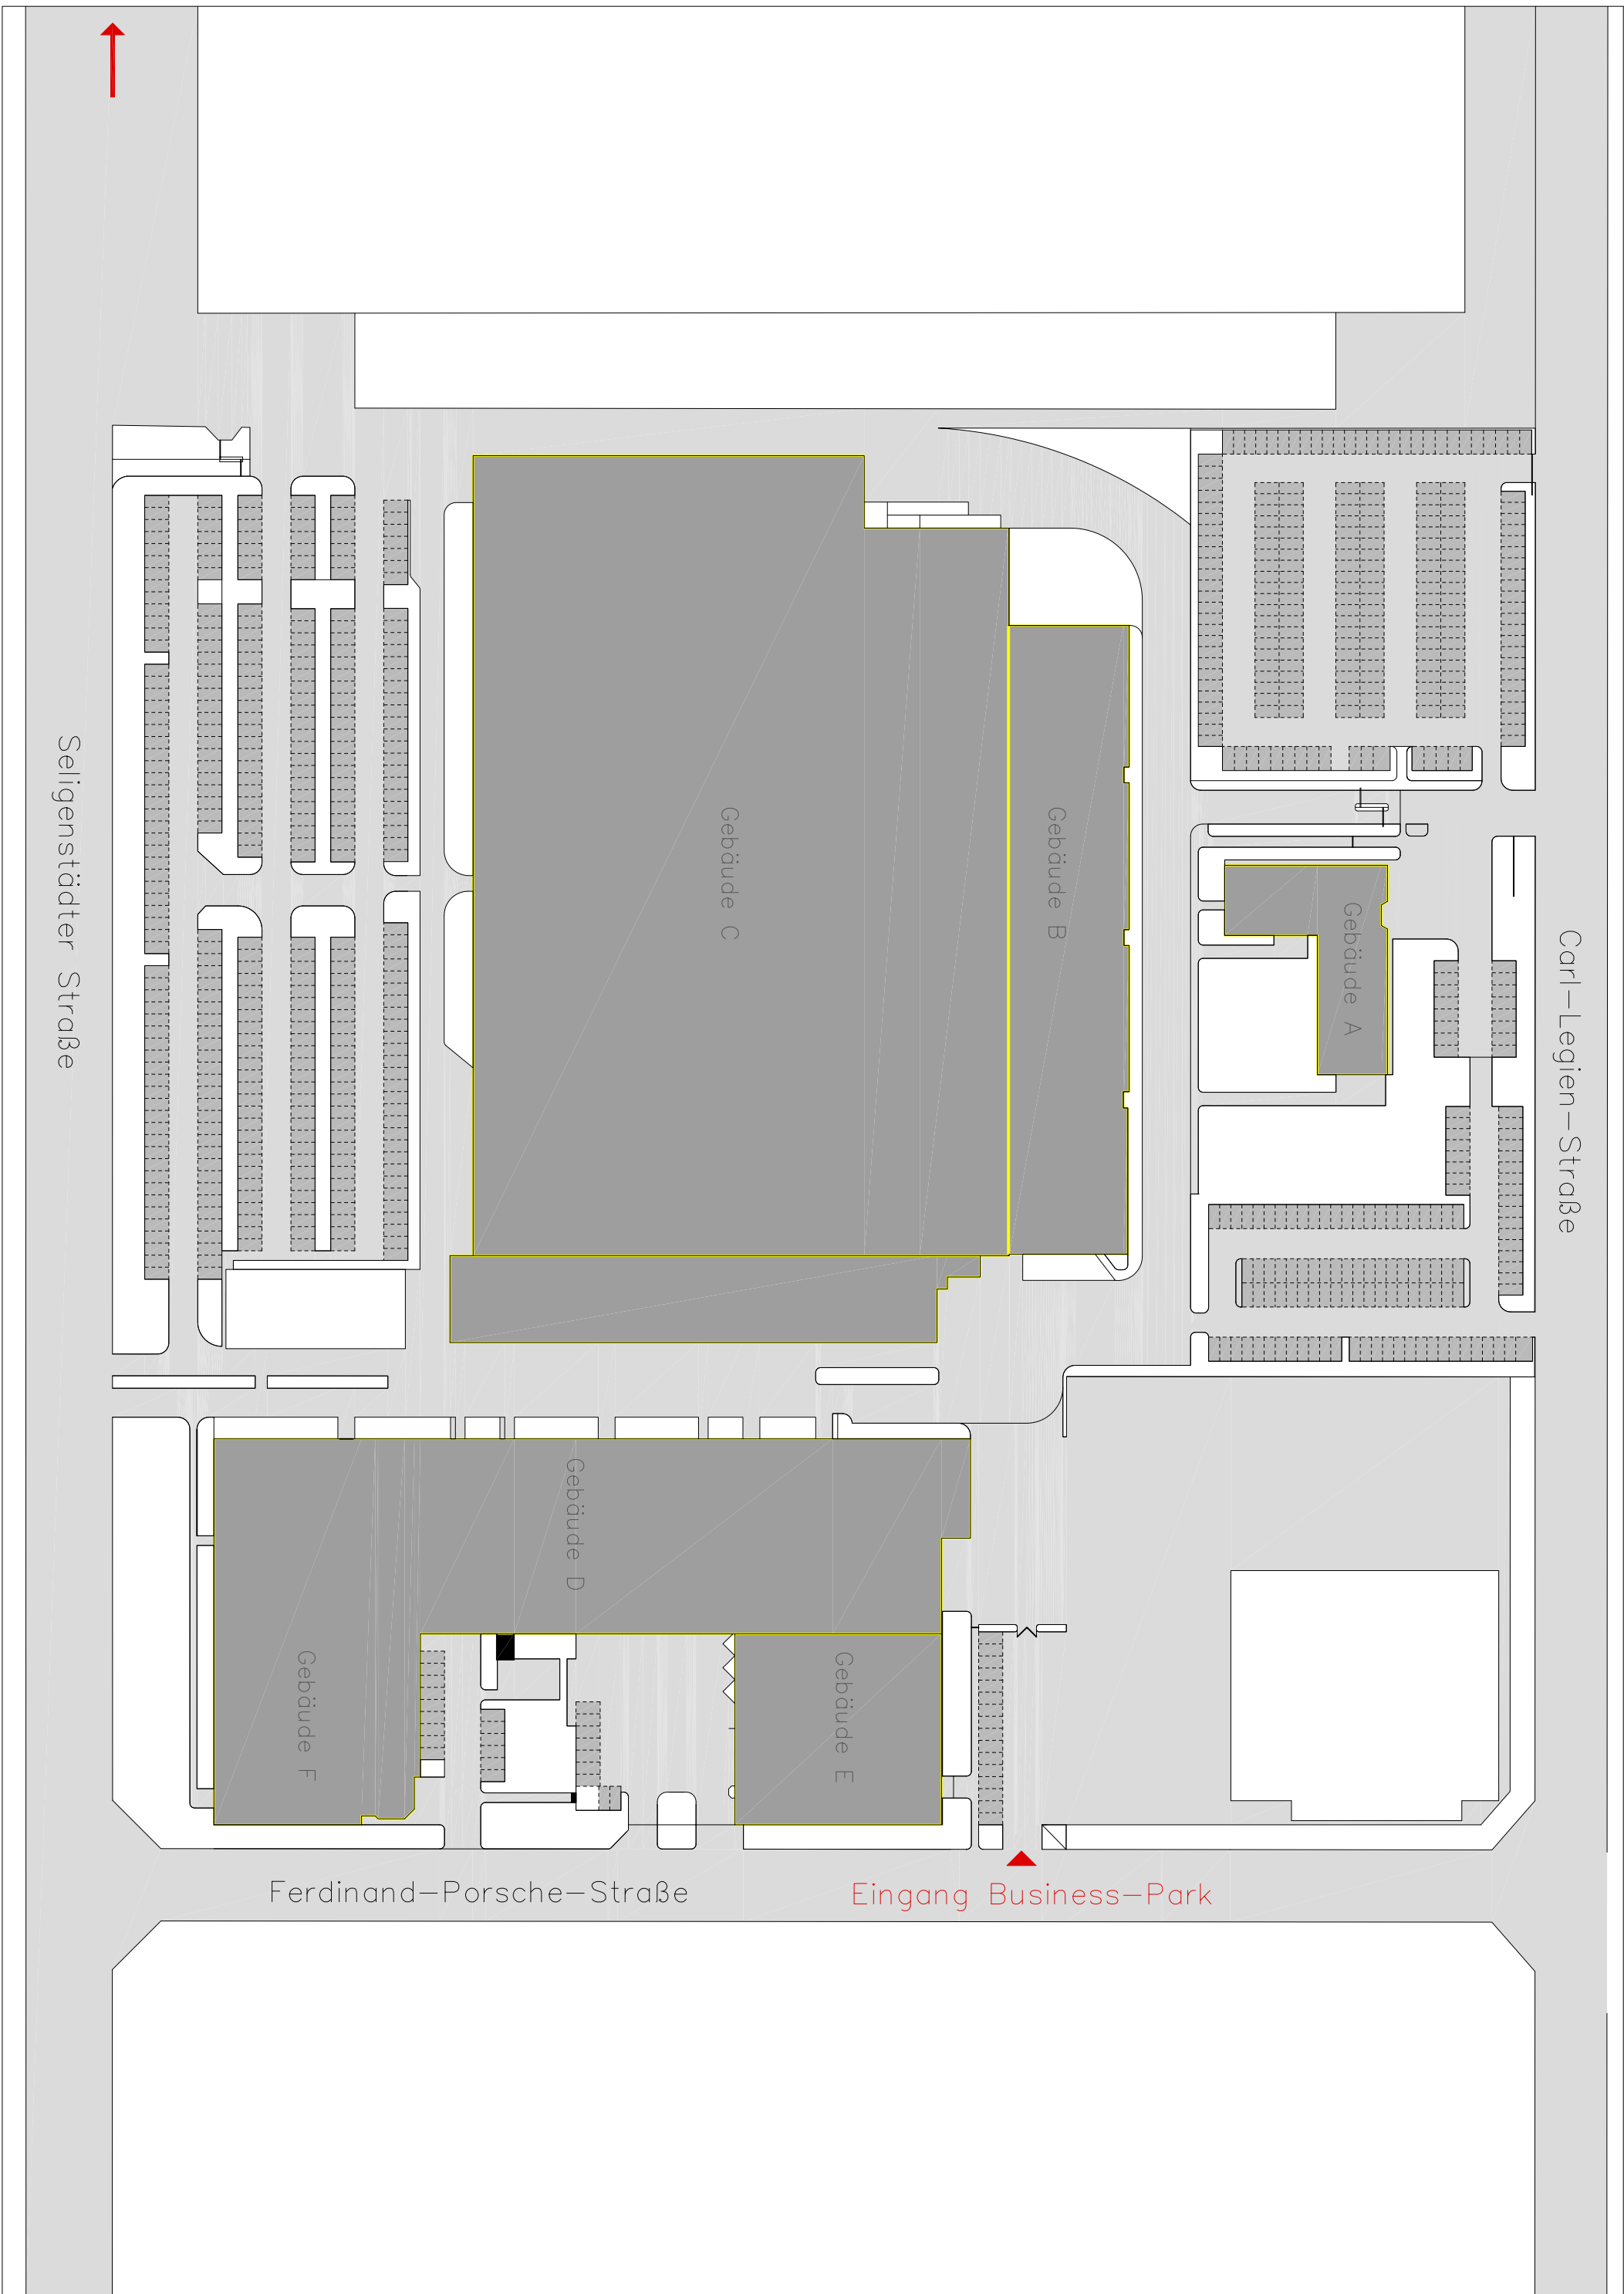 Seligenstädter Straße
Gebäude C
Gebäude B
Gebäude A
Carl-Legien-Straße
Gebäude D
Gebäude F
Gebäude E
Ferdinand-Porsche-Straße
Eingang Business-Park